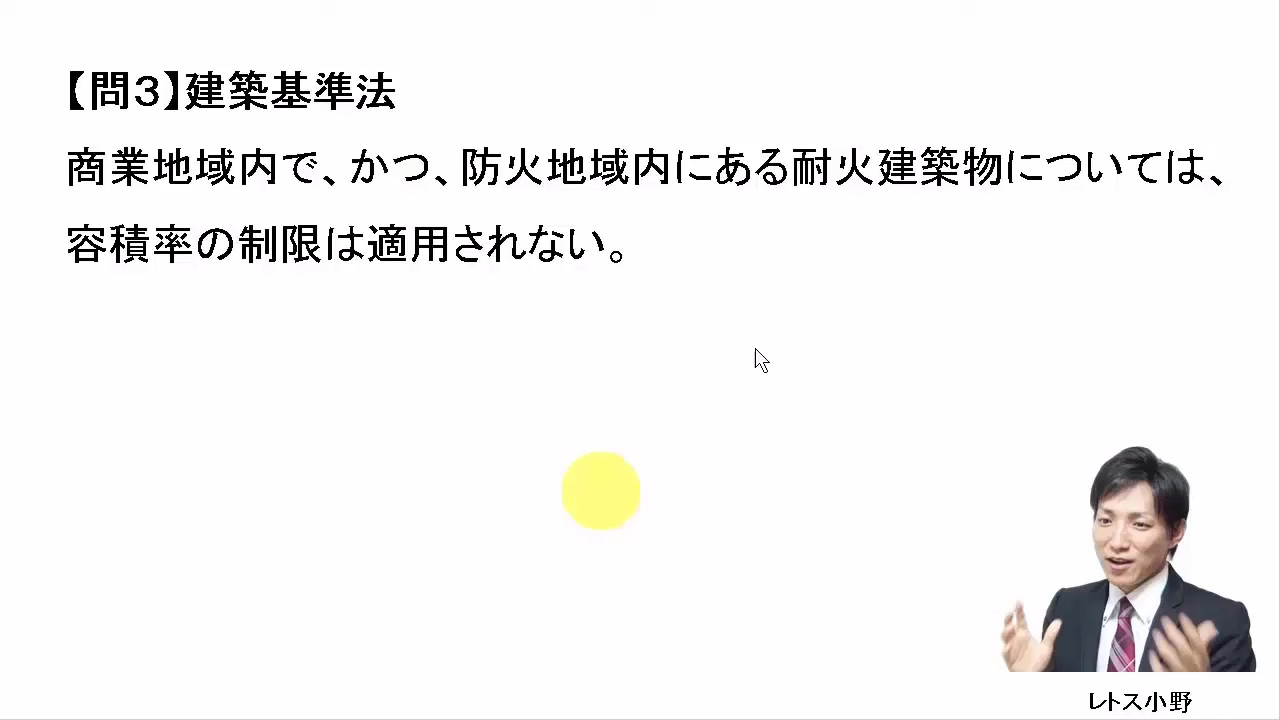 【問３】建築基準法
商業地域内で、かつ、防火地域内にある耐火建築物については、
容積率の制限は適用されない。
レトス小野